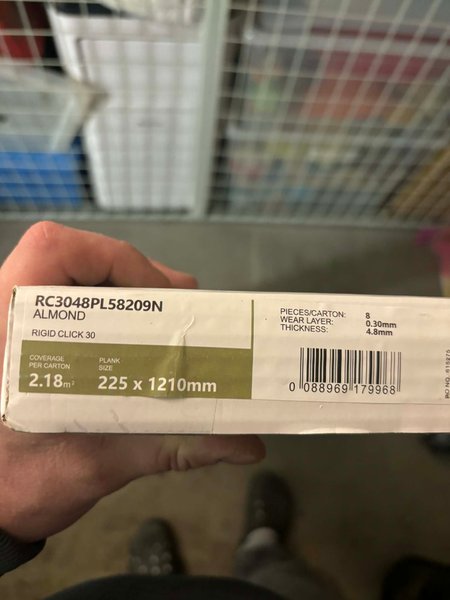 RC3048PL58209N
ALMOND
RIGID CLICK 30
COVERAGE
PER CARTON
2.18m²
PLANK
SIZE
225 x 1210mm
PIECES/CARTON: 8
WEAR LAYER: 0.30mm
THICKNESS: 4.8mm
0 088969 179968